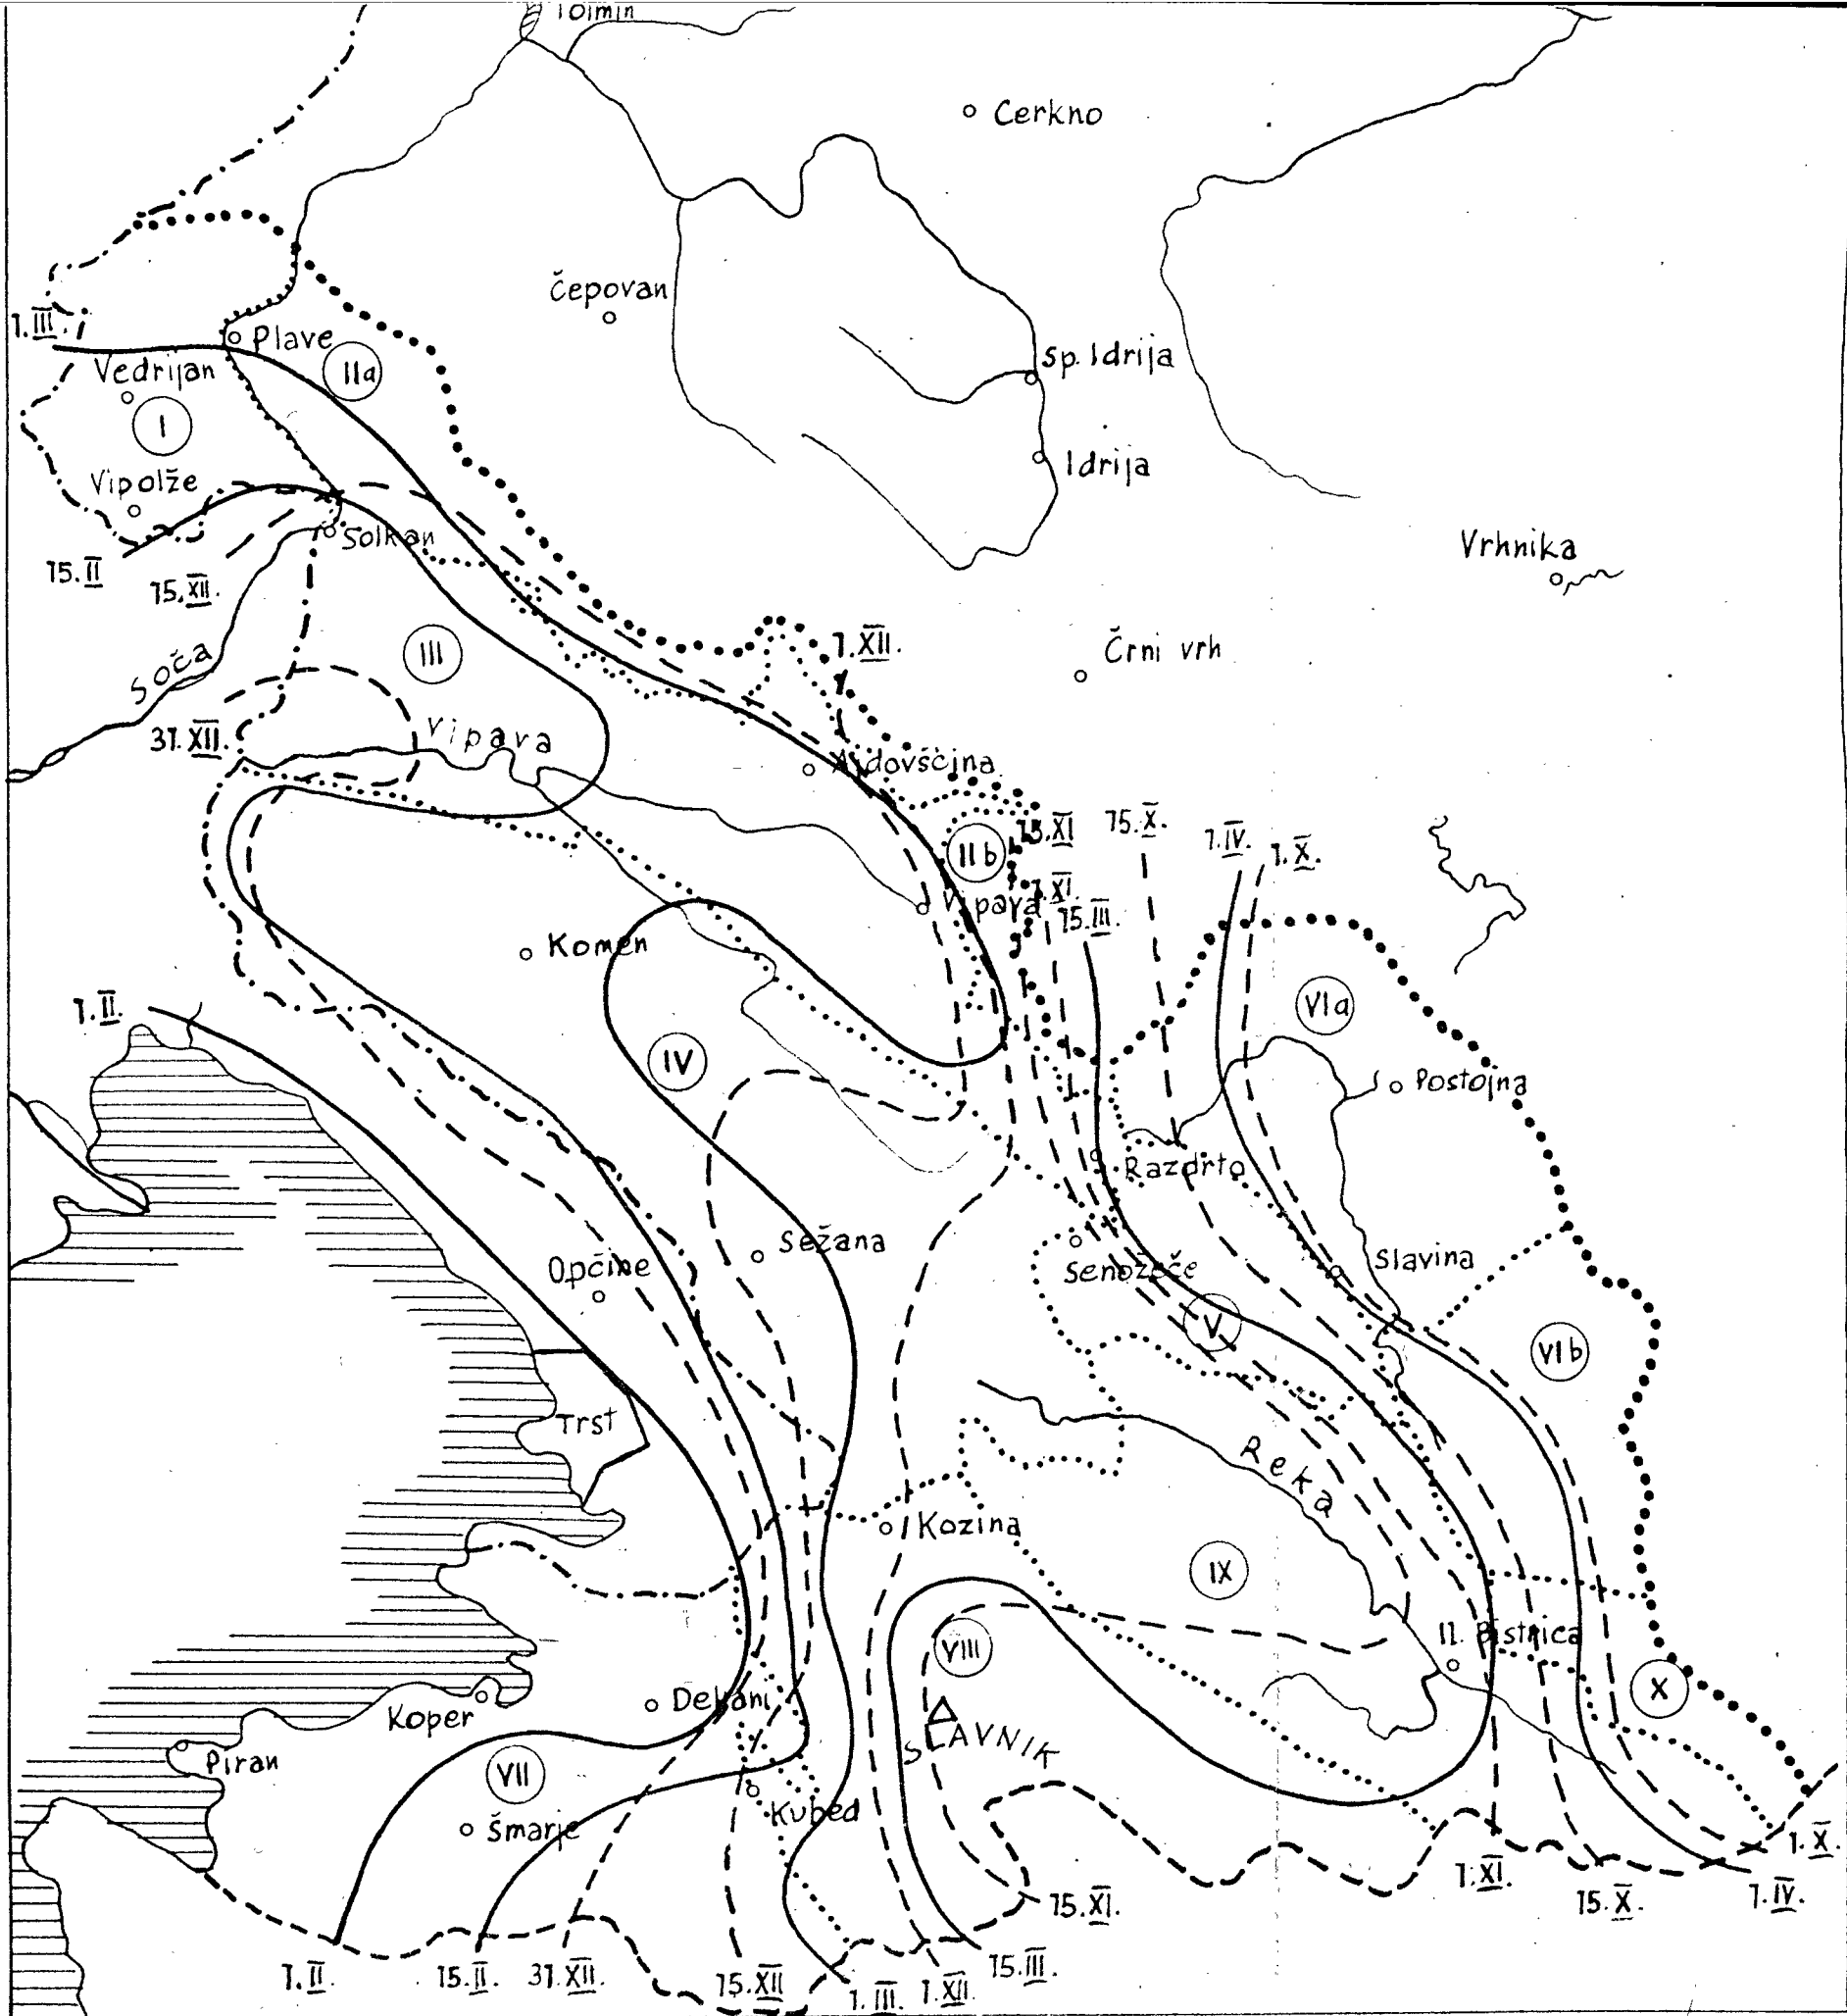 Tolmin
Cerkno
Čepovan
1.III.
Plave
IIa
Vedrijan
Sp. Idrija
I
Idrija
Vipolže
Solkan
15.II
15.XII.
Vrhnika
Soča
III
1.XII.
Črni vrh
31.XII.
Vipava
Ajdovščina
IIb
15.XI
15.X.
1.IV.
1.X.
1.XI.
Vipava
15.III.
Komen
1.II.
VIa
IV
Postojna
Razdrto
Sežana
Senožeče
Slavina
Opčine
V
VIb
Trst
Reka
Kozina
IX
VIII
Il. Bistrica
X
Dekani
Koper
SLAVNIK
Piran
VII
Šmarje
Kubed
1.X.
1.XI.
15.X.
1.IV.
15.XI.
15.III.
1.II.
15.II.
31.XII.
15.XII
1.III.
1.XII.